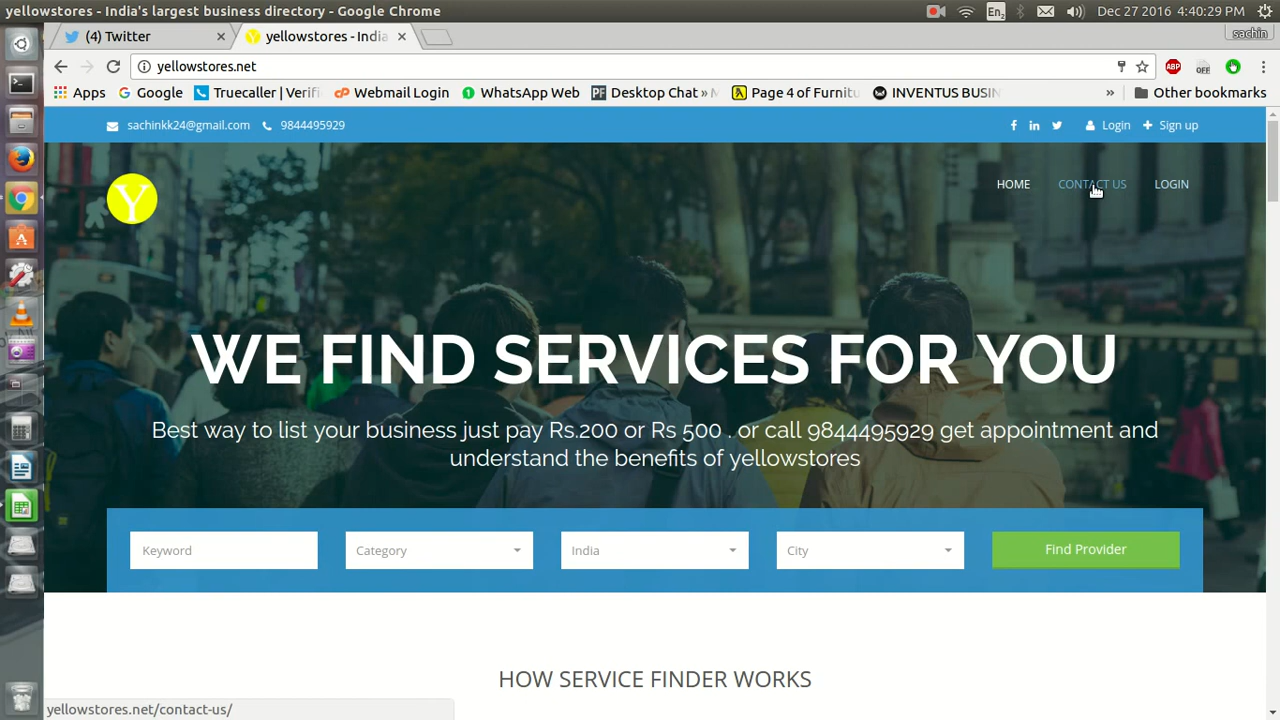 yellowstores - India's largest business directory - Google Chrome
En2
Dec 27 2016 4:40:29 PM
(4) Twitter
yellowstores - India
sachin
yellowstores.net
ABP
OFF
Apps
Google
Truecaller | Verifi
Webmail Login
WhatsApp Web
Desktop Chat » M
Page 4 of Furnitu
INVENTUS BUSIN
»
Other bookmarks
sachinkk24@gmail.com
9844495929
Login
Sign up
Y
HOME
CONTACT US
LOGIN
WE FIND SERVICES FOR YOU
Best way to list your business just pay Rs.200 or Rs 500 . or call 9844495929 get appointment and
understand the benefits of yellowstores
Keyword
Category
India
City
Find Provider
HOW SERVICE FINDER WORKS
yellowstores.net/contact-us/